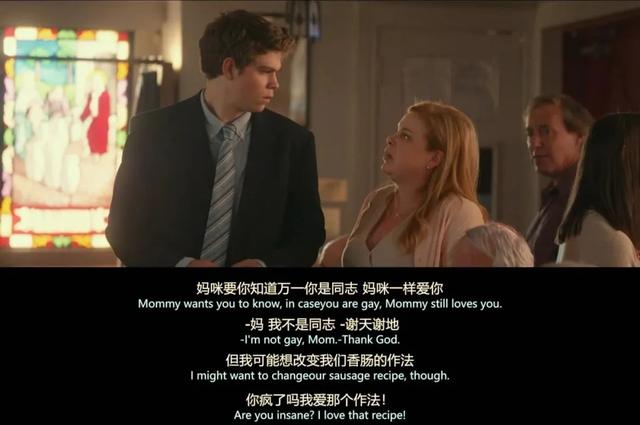 妈咪要你知道万一你是同志 妈咪一样爱你
Mommy wants you to know, in caseyou are gay, Mommy still loves you.
-妈 我不是同志 -谢天谢地
-I'm not gay, Mom.-Thank God.
但我可能想改变我们香肠的作法
I might want to changeour sausage recipe, though.
你疯了吗我爱那个作法！
Are you insane? I love that recipe!